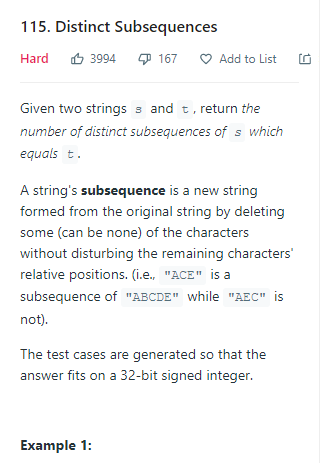 115. Distinct Subsequences
Hard 3994 167 Add to List
Given two strings s and t, return the
number of distinct subsequences of s which
equals t.
A string's subsequence is a new string
formed from the original string by deleting
some (can be none) of the characters
without disturbing the remaining characters'
relative positions. (i.e., "ACE" is a
subsequence of "ABCDE" while "AEC" is
not).
The test cases are generated so that the
answer fits on a 32-bit signed integer.
Example 1: